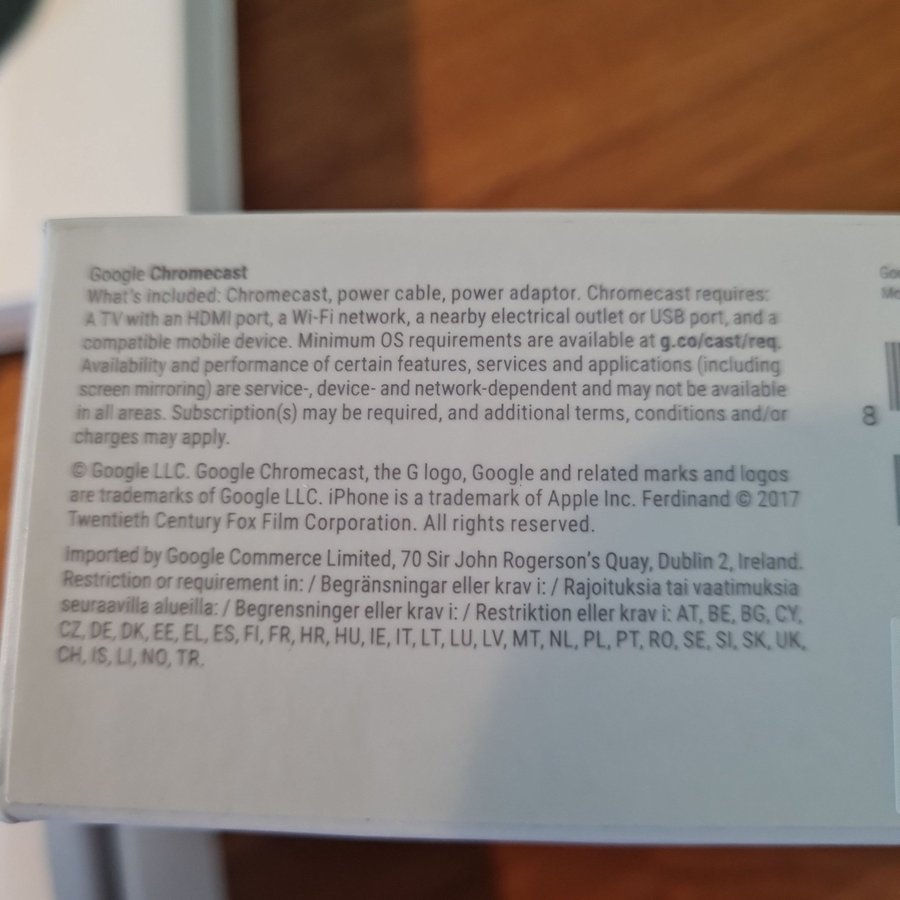 Google Chromecast
What's included: Chromecast, power cable, power adaptor. Chromecast requires:
A TV with an HDMI port, a Wi-Fi network, a nearby electrical outlet or USB port, and a
compatible mobile device. Minimum OS requirements are available at g.co/cast/req.
Availability and performance of certain features, services and applications (including
screen mirroring) are service-, device- and network-dependent and may not be available
in all areas. Subscription(s) may be required, and additional terms, conditions and/or
charges may apply.
© Google LLC. Google Chromecast, the G logo, Google and related marks and logos
are trademarks of Google LLC. iPhone is a trademark of Apple Inc. Ferdinand © 2017
Twentieth Century Fox Film Corporation. All rights reserved.
Imported by Google Commerce Limited, 70 Sir John Rogerson's Quay, Dublin 2, Ireland.
Restriction or requirement in: / Begränsningar eller krav i: / Rajoituksia tai vaatimuksia
seuraavilla alueilla: / Begrensninger eller krav i: / Restriktion eller krav i: AT, BE, BG, CY,
CZ, DE, DK, EE, EL, ES, FI, FR, HR, HU, IE, IT, LT, LU, LV, MT, NL, PL, PT, RO, SE, SI, SK, UK,
CH, IS, LI, NO, TR.
8